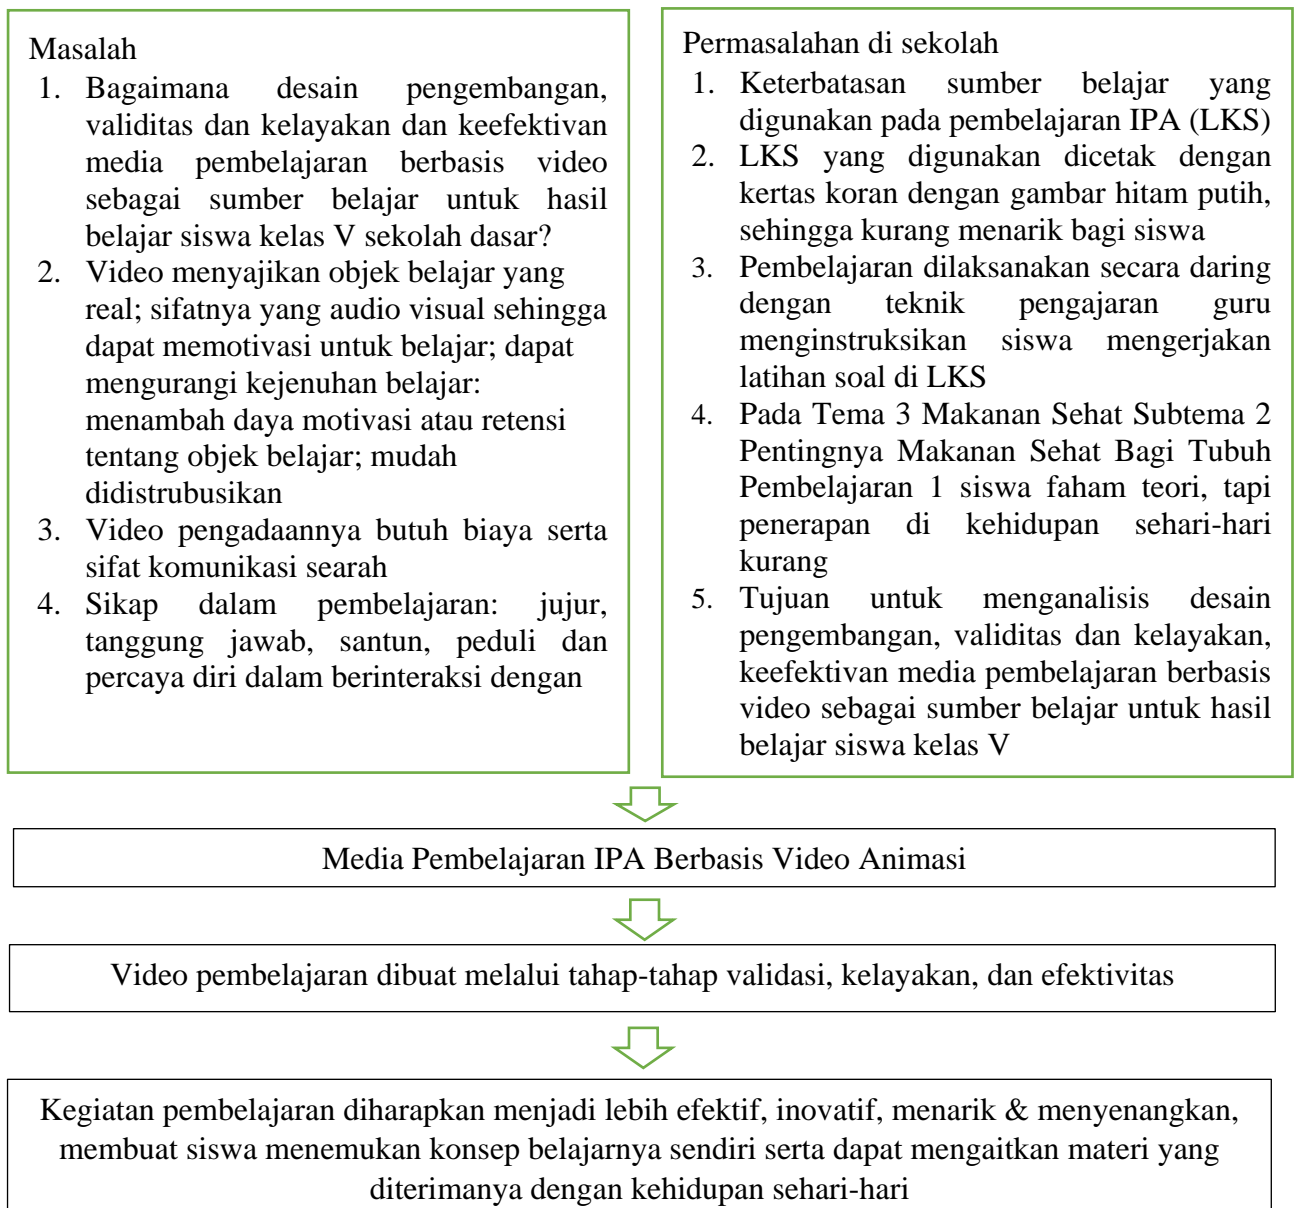 Masalah
1. Bagaimana desain pengembangan,
validitas dan kelayakan dan keefektivan
media pembelajaran berbasis video
sebagai sumber belajar untuk hasil
belajar siswa kelas V sekolah dasar?
2. Video menyajikan objek belajar yang
real; sifatnya yang audio visual sehingga
dapat memotivasi untuk belajar; dapat
mengurangi kejenuhan belajar:
menambah daya motivasi atau retensi
tentang objek belajar; mudah
didistrubusikan
3. Video pengadaannya butuh biaya serta
sifat komunikasi searah
4. Sikap dalam pembelajaran: jujur,
tanggung jawab, santun, peduli dan
percaya diri dalam berinteraksi dengan
Permasalahan di sekolah
1. Keterbatasan sumber belajar yang
digunakan pada pembelajaran IPA (LKS)
2. LKS yang digunakan dicetak dengan
kertas koran dengan gambar hitam putih,
sehingga kurang menarik bagi siswa
3. Pembelajaran dilaksanakan secara daring
dengan teknik pengajaran guru
menginstruksikan siswa mengerjakan
latihan soal di LKS
4. Pada Tema 3 Makanan Sehat Subtema 2
Pentingnya Makanan Sehat Bagi Tubuh
Pembelajaran 1 siswa faham teori, tapi
penerapan di kehidupan sehari-hari
kurang
5. Tujuan untuk menganalisis desain
pengembangan, validitas dan kelayakan,
keefektivan media pembelajaran berbasis
video sebagai sumber belajar untuk hasil
belajar siswa kelas V
Media Pembelajaran IPA Berbasis Video Animasi
Video pembelajaran dibuat melalui tahap-tahap validasi, kelayakan, dan efektivitas
Kegiatan pembelajaran diharapkan menjadi lebih efektif, inovatif, menarik & menyenangkan,
membuat siswa menemukan konsep belajarnya sendiri serta dapat mengaitkan materi yang
diterimanya dengan kehidupan sehari-hari